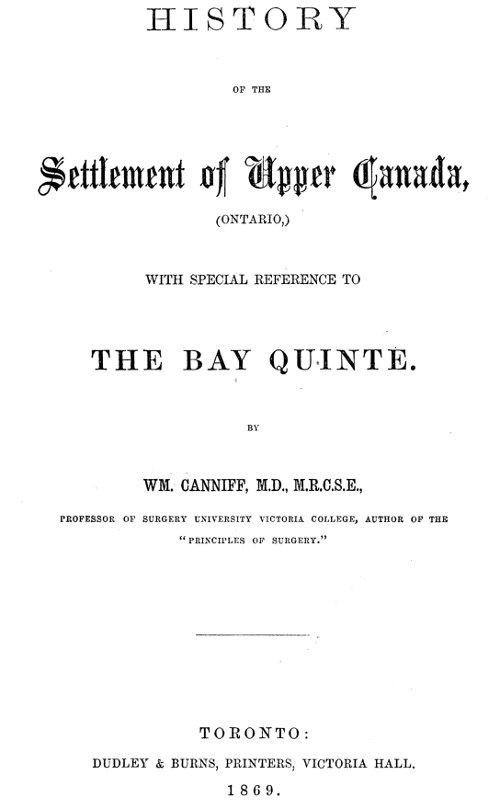 HISTORY
OF THE
Settlement of Upper Canada,
(ONTARIO,)
WITH SPECIAL REFERENCE TO
THE BAY QUINTE.
BY
WM. CANNIFF, M.D., M.R.C.S.E.,
PROFESSOR OF SURGERY UNIVERSITY VICTORIA COLLEGE, AUTHOR OF THE
"PRINCIPLES OF SURGERY."
TORONTO:
DUDLEY & BURNS, PRINTERS, VICTORIA HALL.
1869.